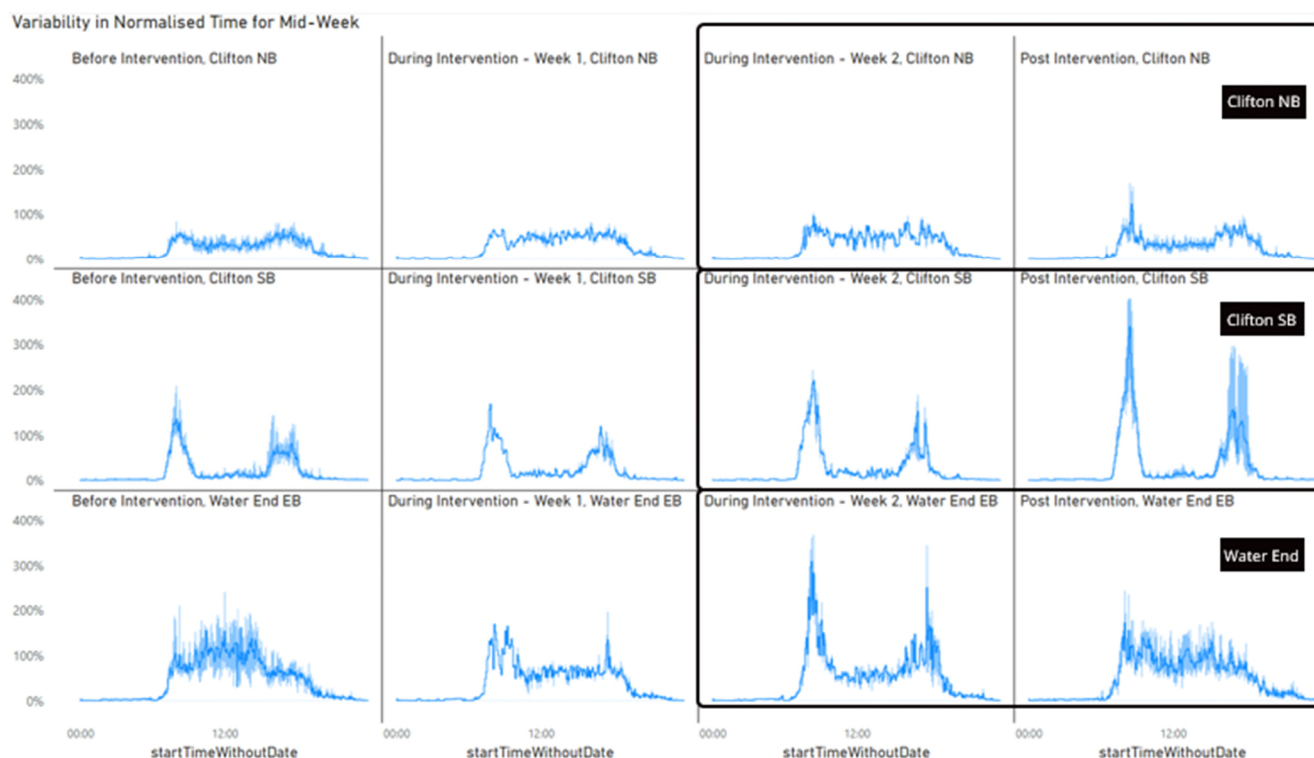 Variability in Normalised Time for Mid-Week
Before Intervention, Clifton NB
During Intervention - Week 1, Clifton NB
During Intervention - Week 2, Clifton NB
Post Intervention, Clifton NB
400%
300%
200%
100%
0%
Clifton NB
Before Intervention, Clifton SB
During Intervention - Week 1, Clifton SB
During Intervention - Week 2, Clifton SB
Post Intervention, Clifton SB
400%
300%
200%
100%
0%
Clifton SB
Before Intervention, Water End EB
During Intervention - Week 1, Water End EB
During Intervention - Week 2, Water End EB
Post Intervention, Water End EB
400%
300%
200%
100%
0%
Water End
00:00 12:00
00:00 12:00
00:00 12:00
00:00 12:00
startTimeWithoutDate
startTimeWithoutDate
startTimeWithoutDate
startTimeWithoutDate